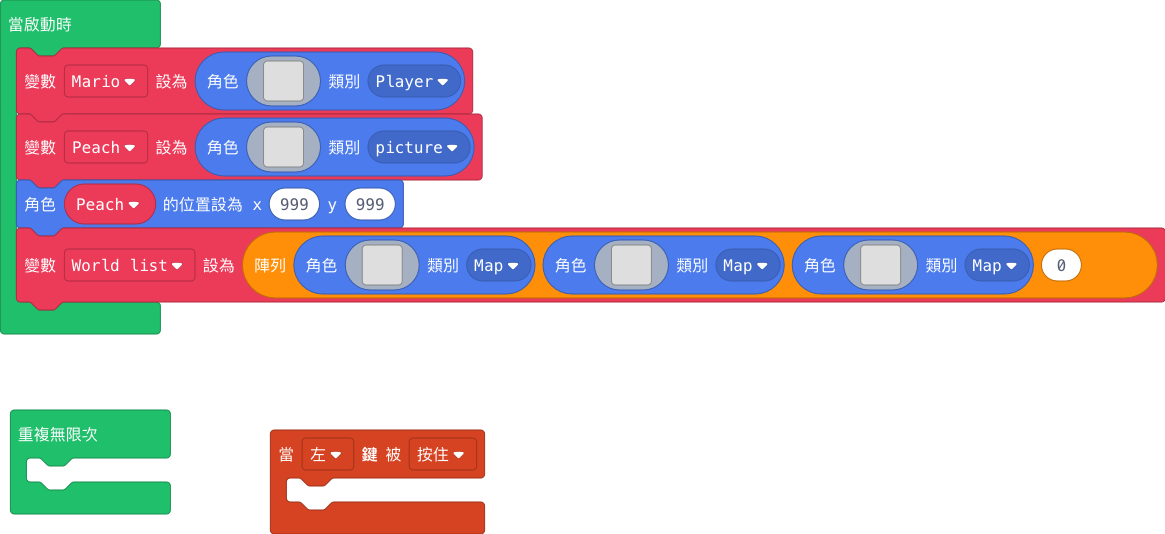 當啟動時
變數 Mario 設為 角色 類別 Player
變數 Peach 設為 角色 類別 picture
角色 Peach 的位置設為 x 999 y 999
變數 World list 設為 陣列 角色 類別 Map 角色 類別 Map 角色 類別 Map 0
重複無限次
當 左 鍵 被 按住